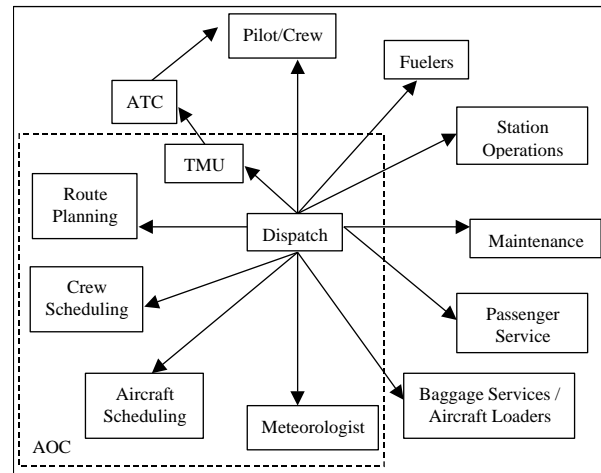 Pilot/Crew
Fuelers
ATC
Station
Operations
TMU
Route
Planning
Dispatch
Maintenance
Crew
Scheduling
Passenger
Service
Aircraft
Scheduling
Meteorologist
Baggage Services /
Aircraft Loaders
AOC